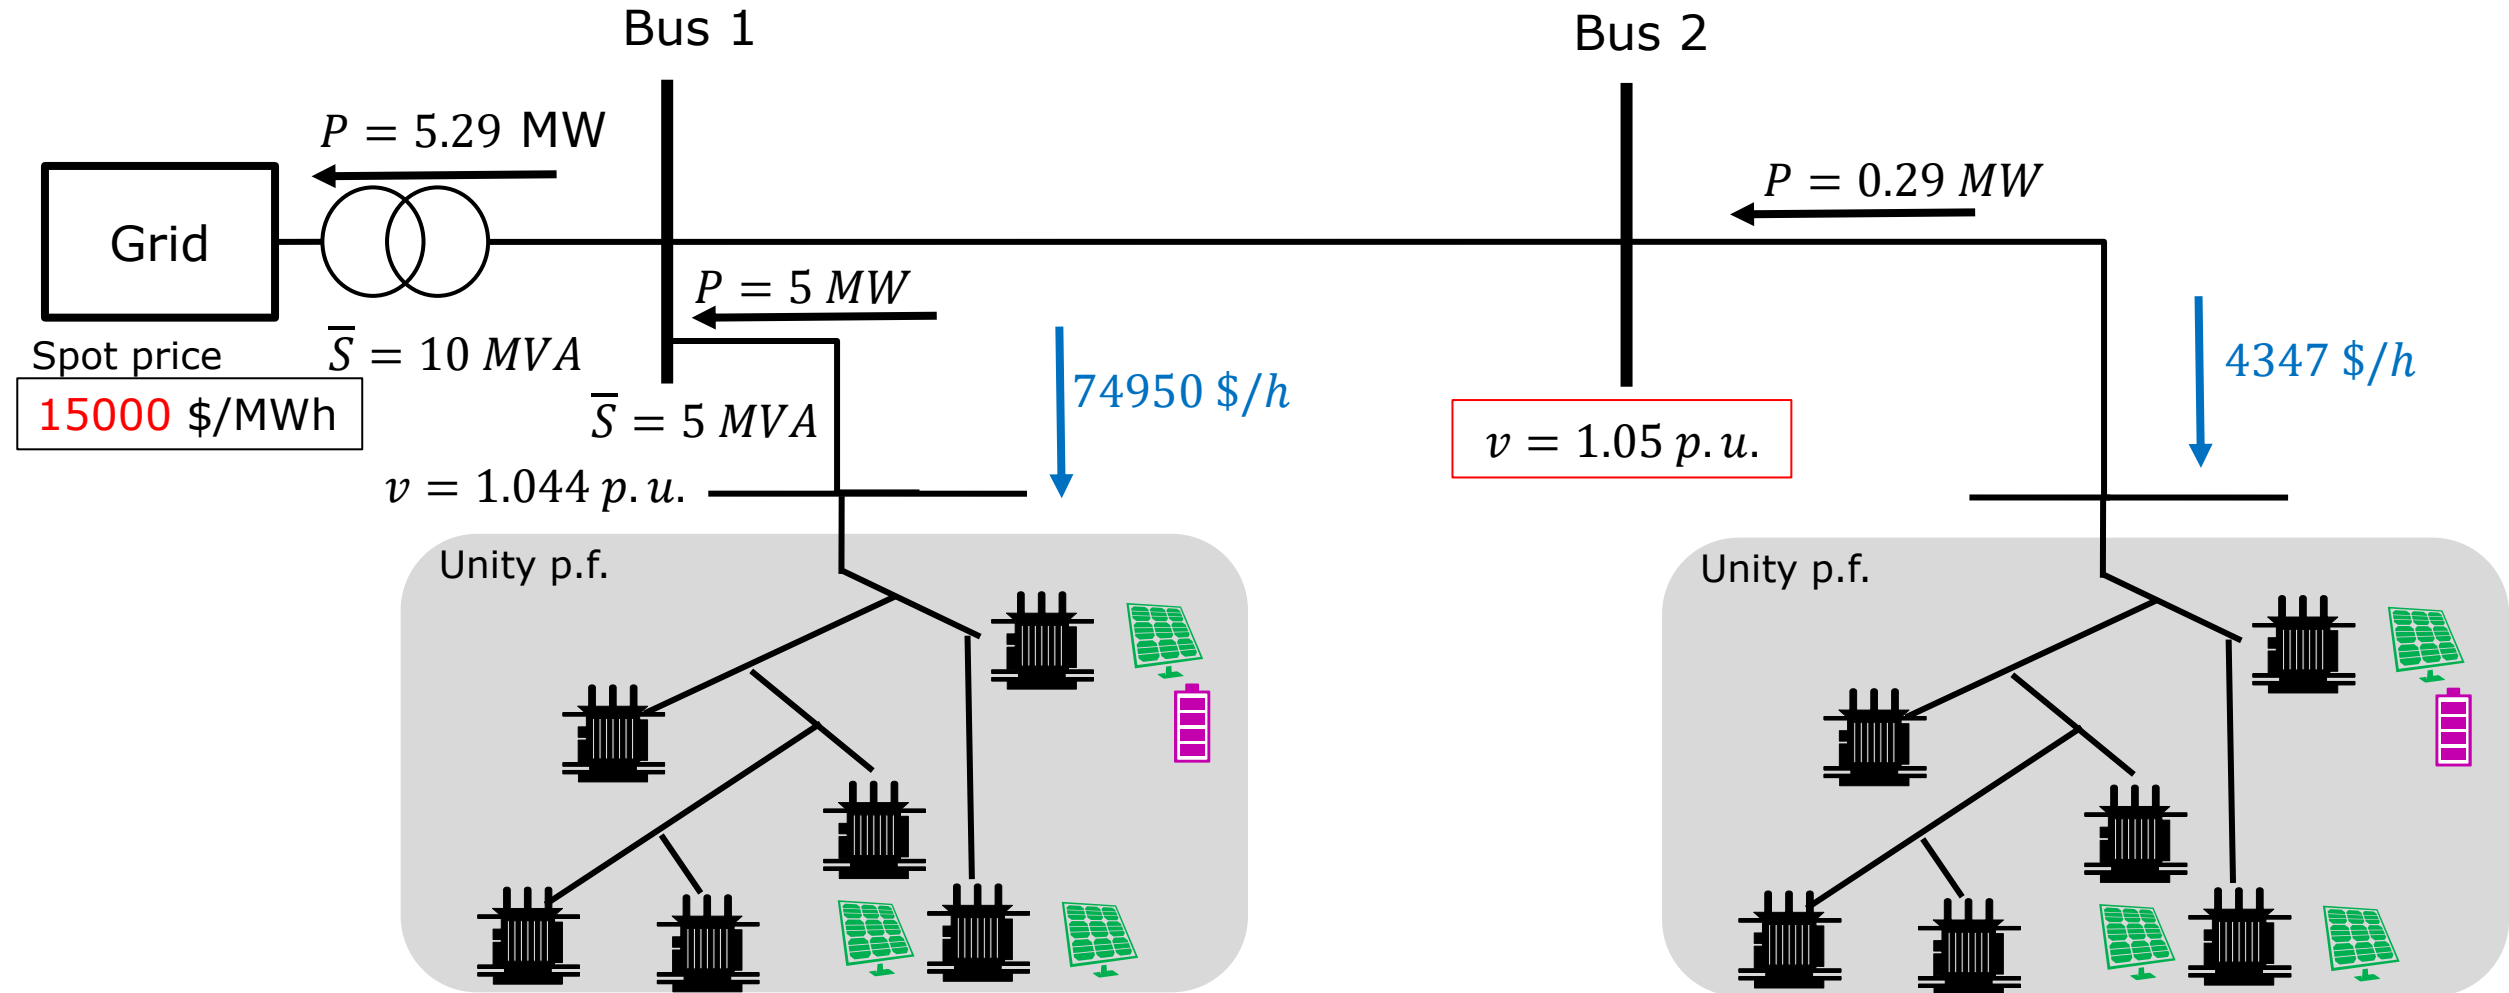 Bus 1
Bus 2
P = 5.29 MW
P = 0.29 MW
Grid
P = 5 MW
Spot price
S̅ = 10 MVA
15000 $/MWh
74950 $/h
4347 $/h
S̅ = 5 MVA
v = 1.05 p.u.
v = 1.044 p.u.
Unity p.f.
Unity p.f.